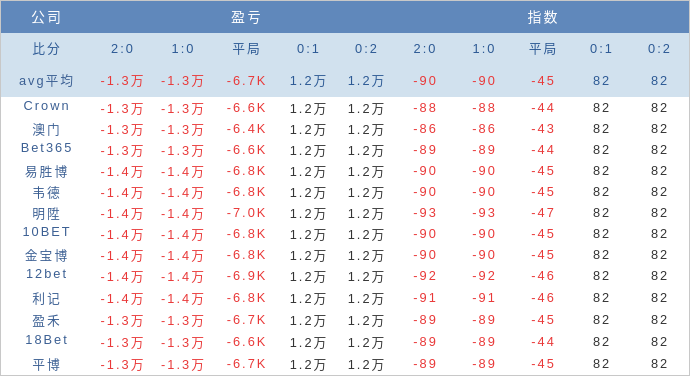 公司 盈亏 指数
比分 2:0 1:0 平局 0:1 0:2 2:0 1:0 平局 0:1 0:2
avg平均 -1.3万 -1.3万 -6.7K 1.2万 1.2万 -90 -90 -45 82 82
Crown -1.3万 -1.3万 -6.6K 1.2万 1.2万 -88 -88 -44 82 82
澳门 -1.3万 -1.3万 -6.4K 1.2万 1.2万 -86 -86 -43 82 82
Bet365 -1.3万 -1.3万 -6.6K 1.2万 1.2万 -89 -89 -44 82 82
易胜博 -1.4万 -1.4万 -6.8K 1.2万 1.2万 -90 -90 -45 82 82
韦德 -1.4万 -1.4万 -6.8K 1.2万 1.2万 -90 -90 -45 82 82
明陞 -1.4万 -1.4万 -7.0K 1.2万 1.2万 -93 -93 -47 82 82
10BET -1.4万 -1.4万 -6.8K 1.2万 1.2万 -90 -90 -45 82 82
金宝博 -1.4万 -1.4万 -6.8K 1.2万 1.2万 -90 -90 -45 82 82
12bet -1.4万 -1.4万 -6.9K 1.2万 1.2万 -92 -92 -46 82 82
利记 -1.4万 -1.4万 -6.8K 1.2万 1.2万 -91 -91 -46 82 82
盈禾 -1.3万 -1.3万 -6.7K 1.2万 1.2万 -89 -89 -45 82 82
18Bet -1.3万 -1.3万 -6.6K 1.2万 1.2万 -89 -89 -44 82 82
平博 -1.3万 -1.3万 -6.7K 1.2万 1.2万 -89 -89 -45 82 82